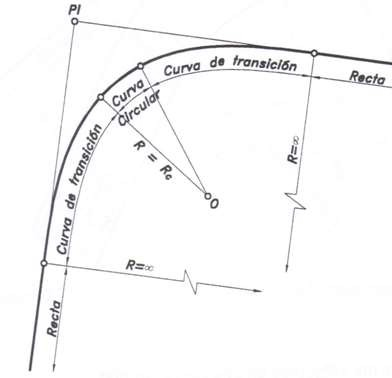 PI
Curva de transición
Curva
Circular
Recta
Curva de transición
R = Rc
O
R=∞
R=∞
Recta